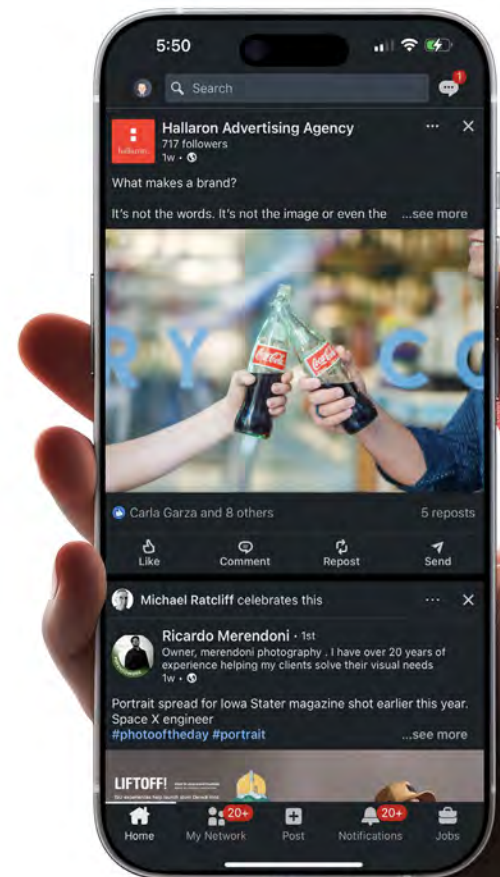 5:50
Search
1
hallaron
Hallaron Advertising Agency
717 followers
1w •
What makes a brand?
It's not the words. It's not the image or even the ...see more
RY CO
Coca-Cola Coca-Cola
Carla Garza and 8 others 5 reposts
Like Comment Repost Send
Michael Ratcliff celebrates this
Ricardo Merendoni • 1st
Owner, merendoni photography . I have over 20 years of
experience helping my clients solve their visual needs
1w •
Portrait spread for Iowa Stater magazine shot earlier this year.
Space X engineer
#photooftheday #portrait ...see more
LIFTOFF!
20+ 20+
Home My Network Post Notifications Jobs